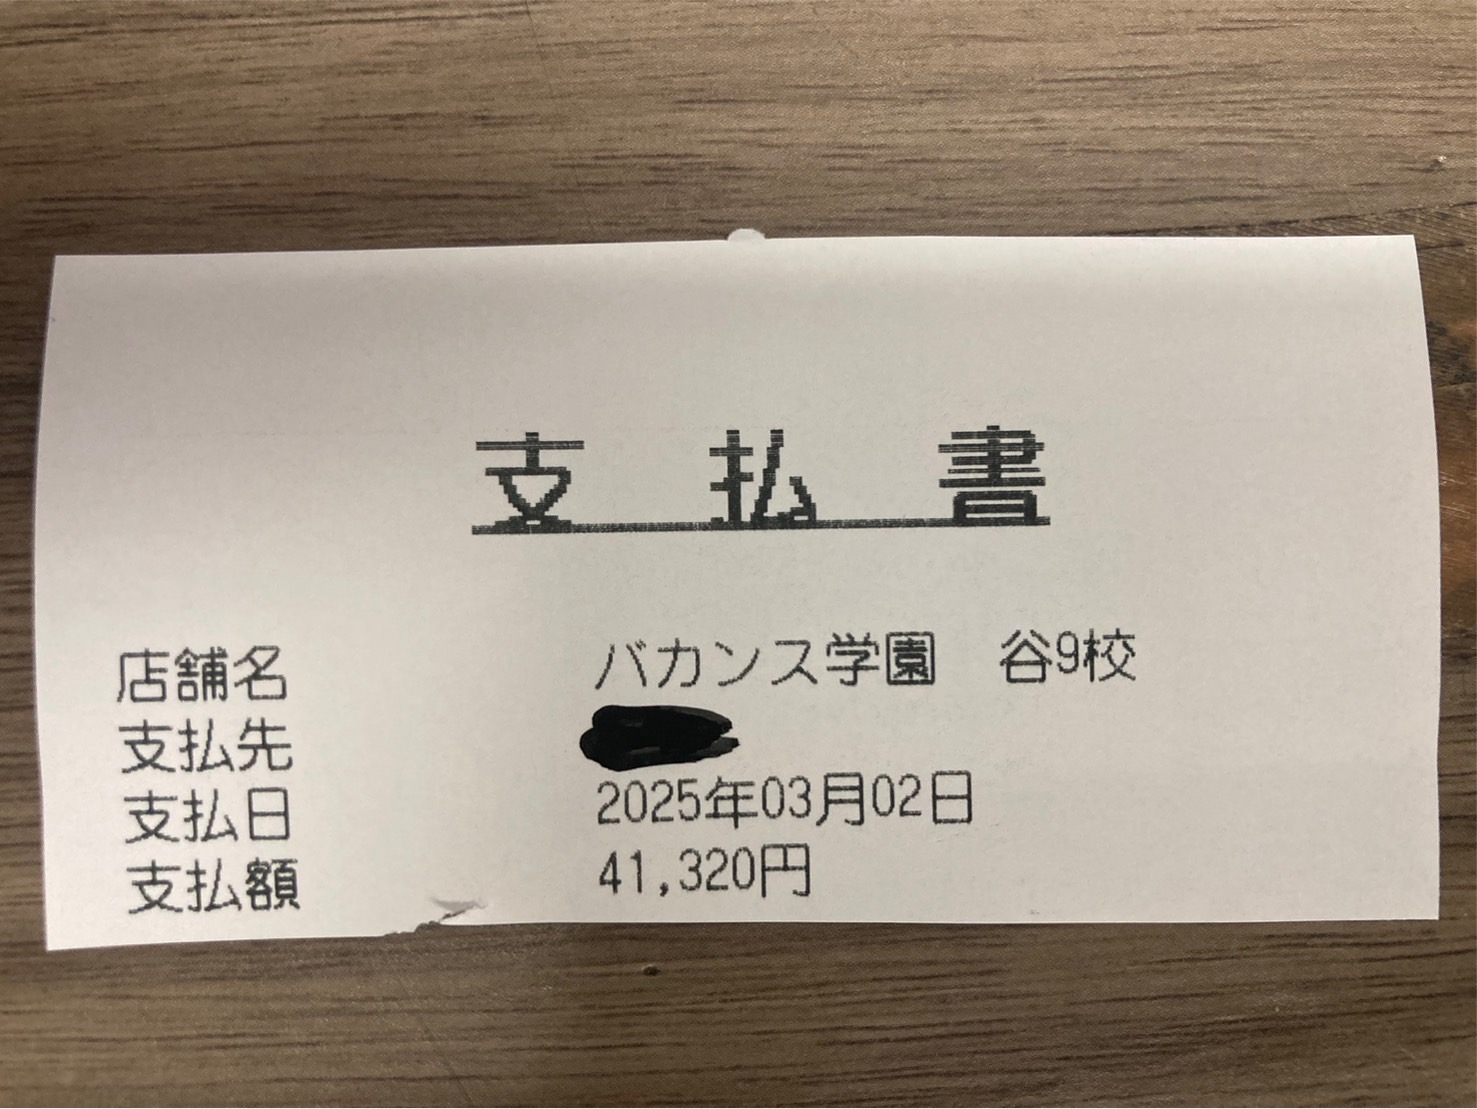 支払書
店舗名 バカンス学園 谷9校
支払先
支払日 2025年03月02日
支払額 41,320円